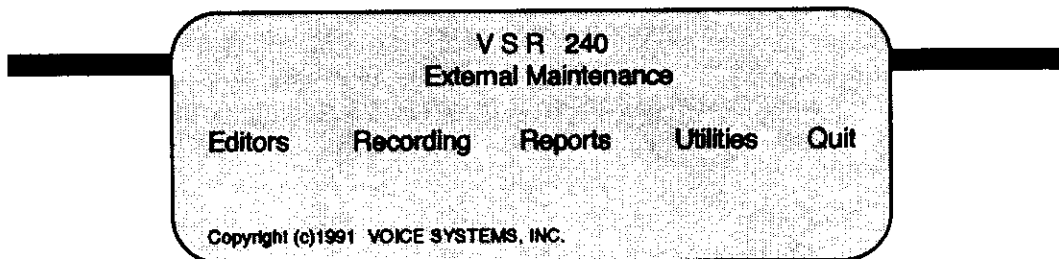 V S R 240
External Maintenance
Editors Recording Reports Utilities Quit
Copyright (c)1991 VOICE SYSTEMS, INC.